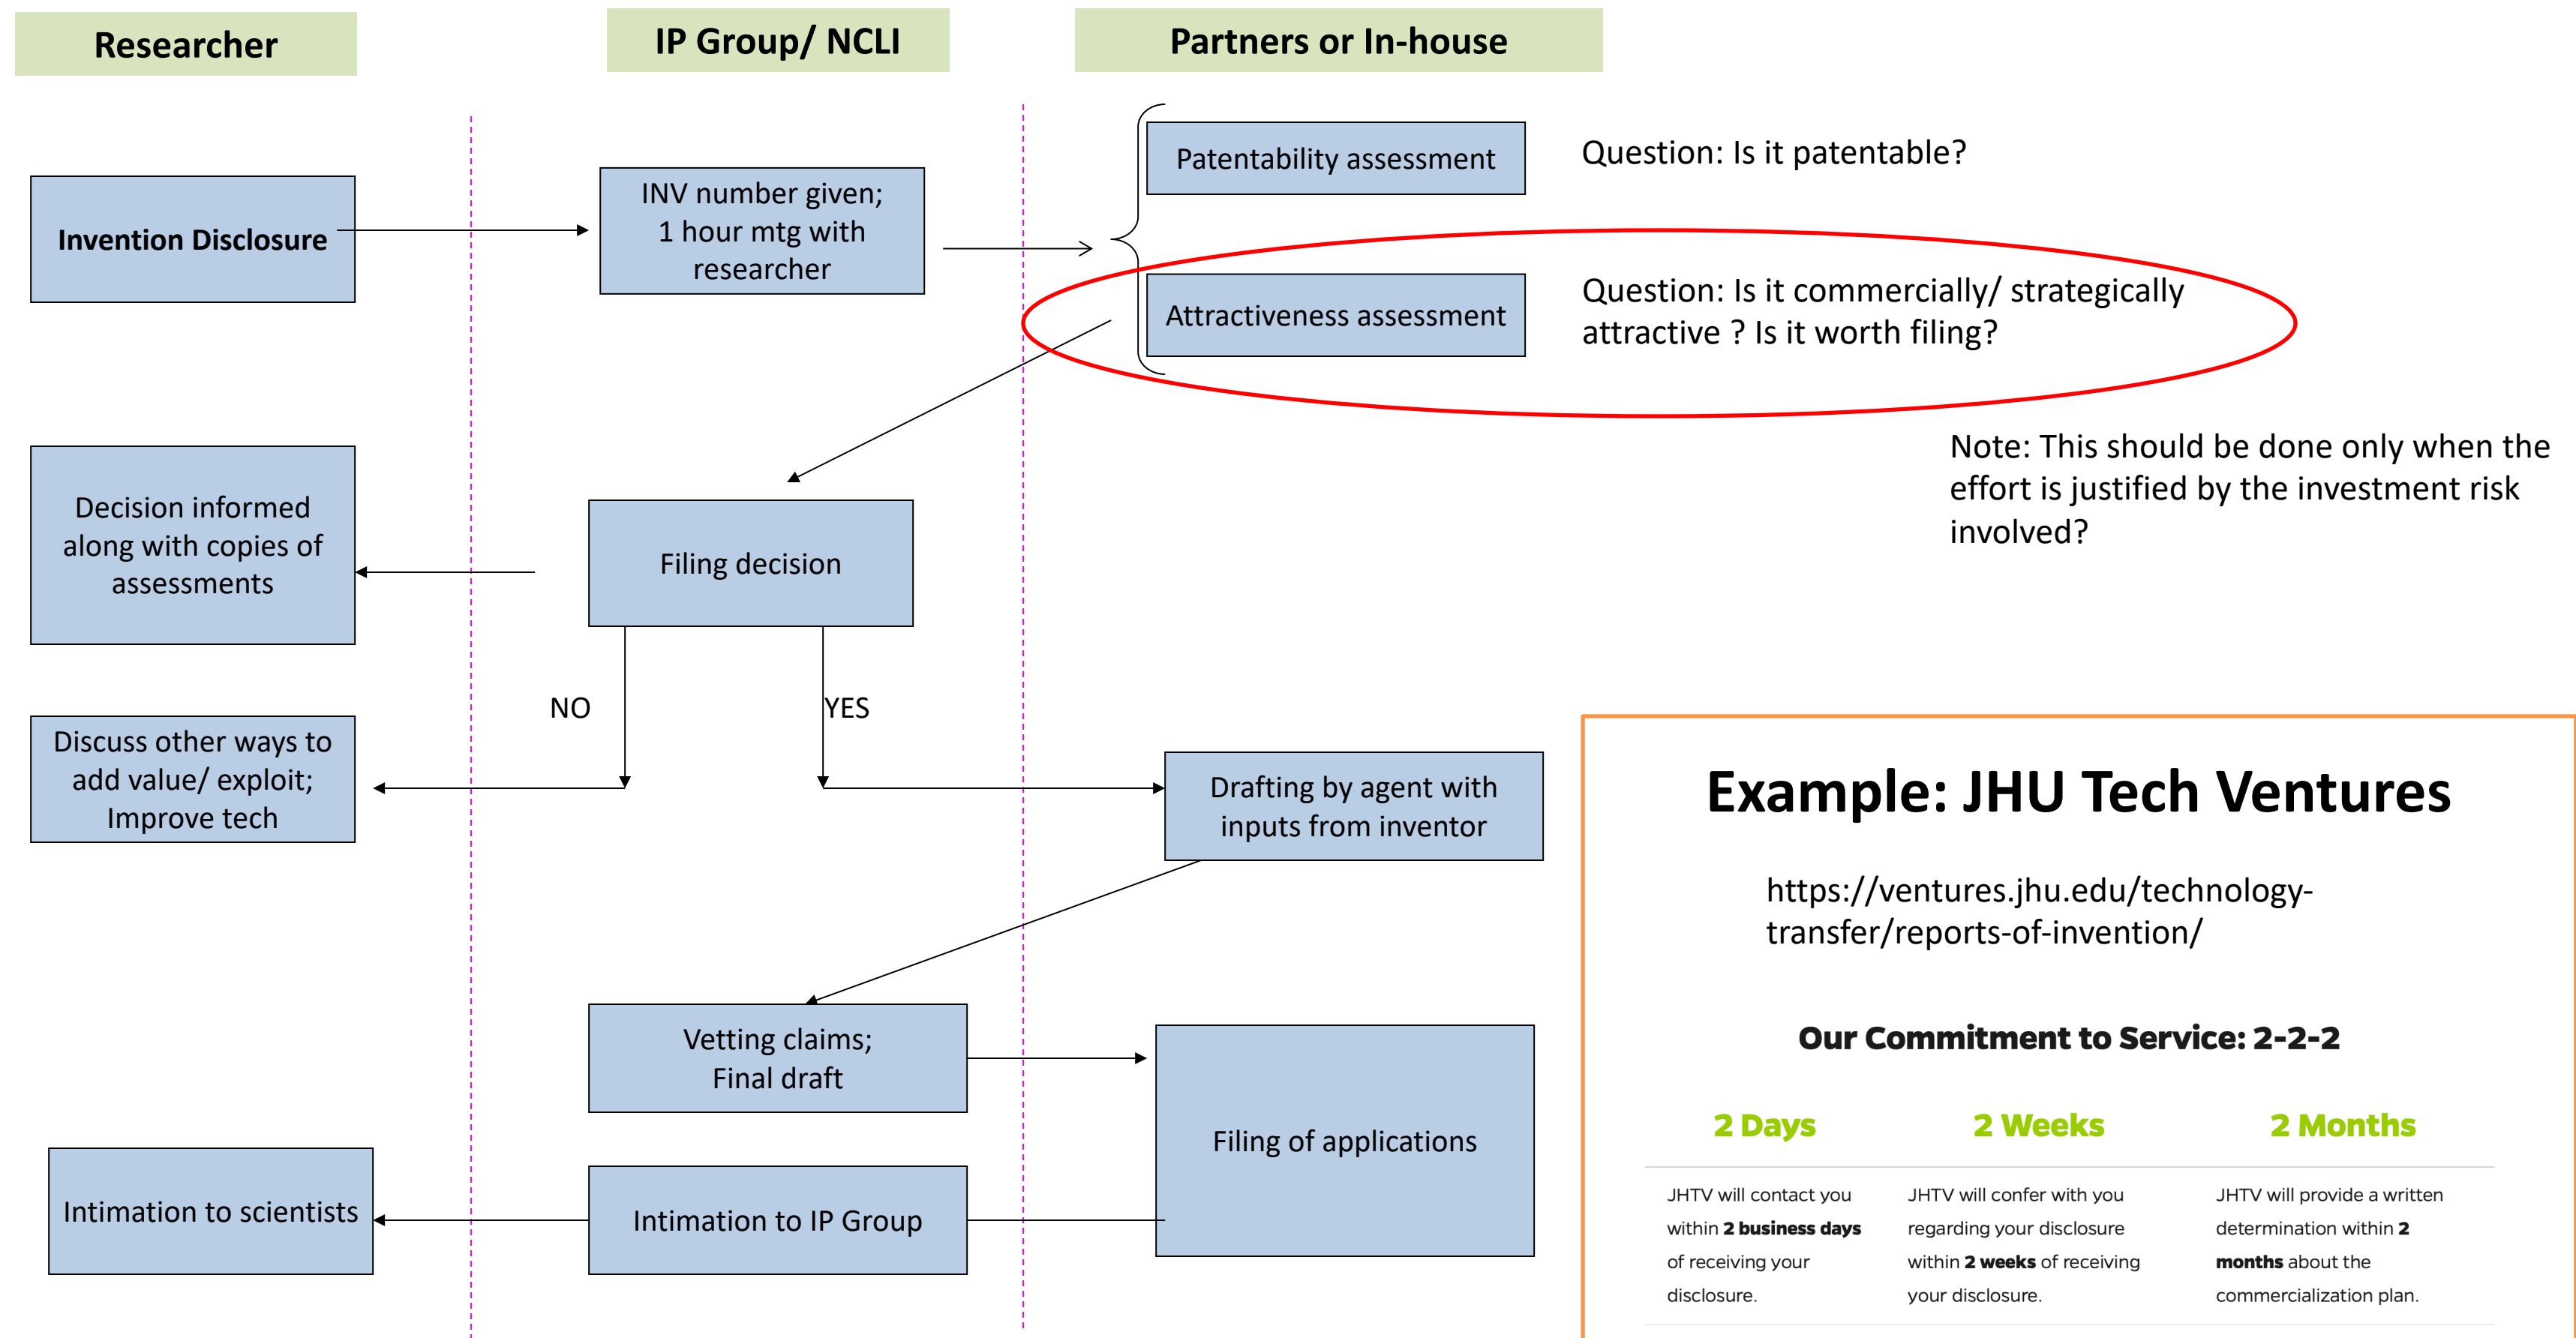 Researcher
IP Group/ NCLI
Partners or In-house
Patentability assessment
Question: Is it patentable?
Invention Disclosure
INV number given;
1 hour mtg with
researcher
Attractiveness assessment
Question: Is it commercially/ strategically
attractive ? Is it worth filing?
Note: This should be done only when the
effort is justified by the investment risk
involved?
Decision informed
along with copies of
assessments
Filing decision
NO
YES
Discuss other ways to
add value/ exploit;
Improve tech
Drafting by agent with
inputs from inventor
Vetting claims;
Final draft
Filing of applications
Intimation to scientists
Intimation to IP Group
Example: JHU Tech Ventures
https://ventures.jhu.edu/technology-
transfer/reports-of-invention/
Our Commitment to Service: 2-2-2
2 Days
JHTV will contact you
within 2 business days
of receiving your
disclosure.
2 Weeks
JHTV will confer with you
regarding your disclosure
within 2 weeks of receiving
your disclosure.
2 Months
JHTV will provide a written
determination within 2
months about the
commercialization plan.